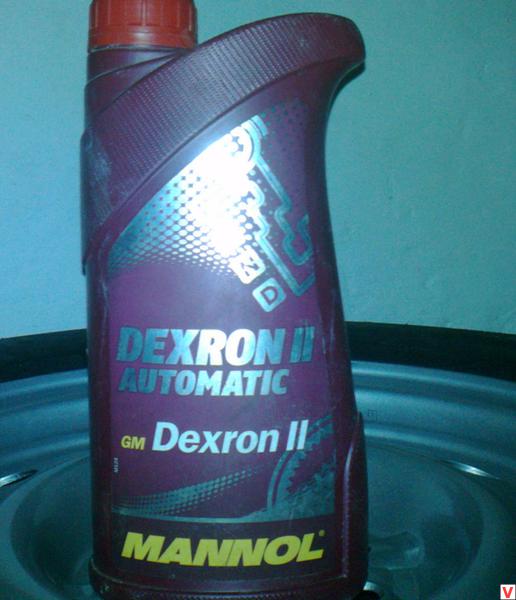 N
D
DEXRON II
AUTOMATIC
GM Dexron II
MANNOL®
V